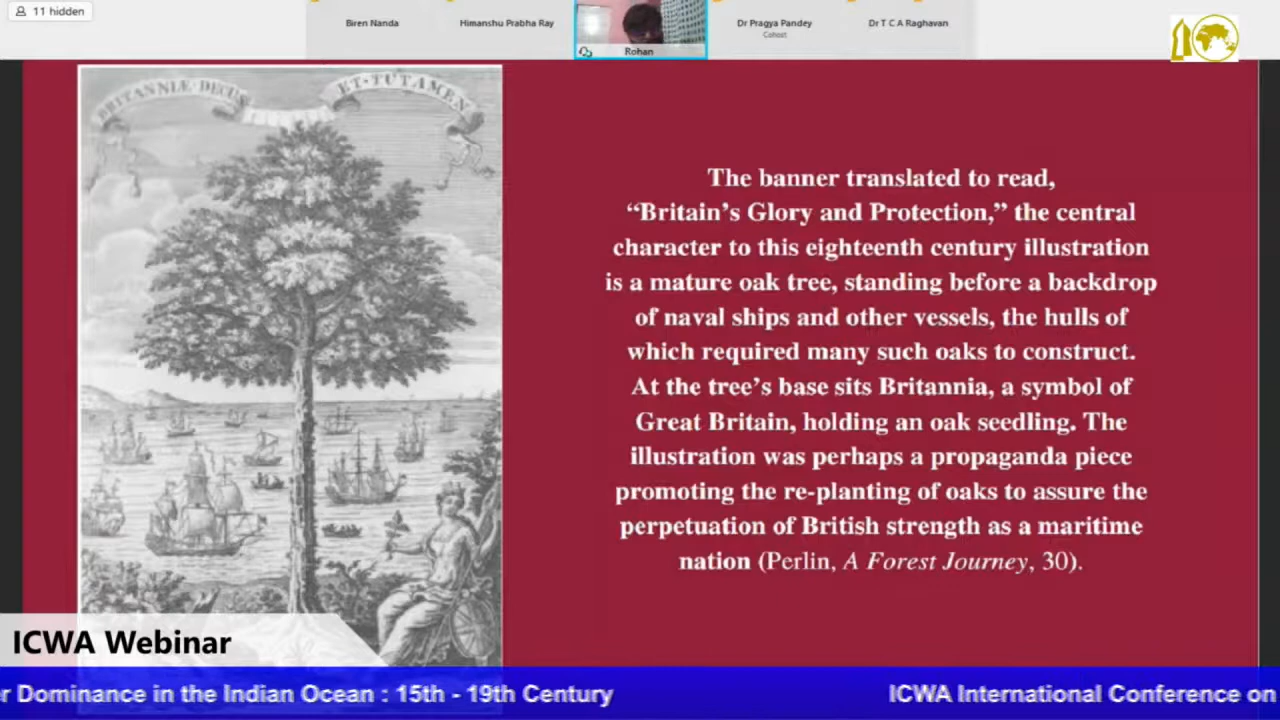 11 hidden
Biren Nanda
Himanshu Prabha Ray
Rohan
Dr Pragya Pandey
Cohost
Dr T C A Raghavan
BRITANNIÆ DECUS
ET·TUTAMEN
The banner translated to read,
“Britain’s Glory and Protection,” the central
character to this eighteenth century illustration
is a mature oak tree, standing before a backdrop
of naval ships and other vessels, the hulls of
which required many such oaks to construct.
At the tree’s base sits Britannia, a symbol of
Great Britain, holding an oak seedling. The
illustration was perhaps a propaganda piece
promoting the re-planting of oaks to assure the
perpetuation of British strength as a maritime
nation (Perlin, A Forest Journey, 30).
ICWA Webinar
r Dominance in the Indian Ocean : 15th - 19th Century
ICWA International Conference on